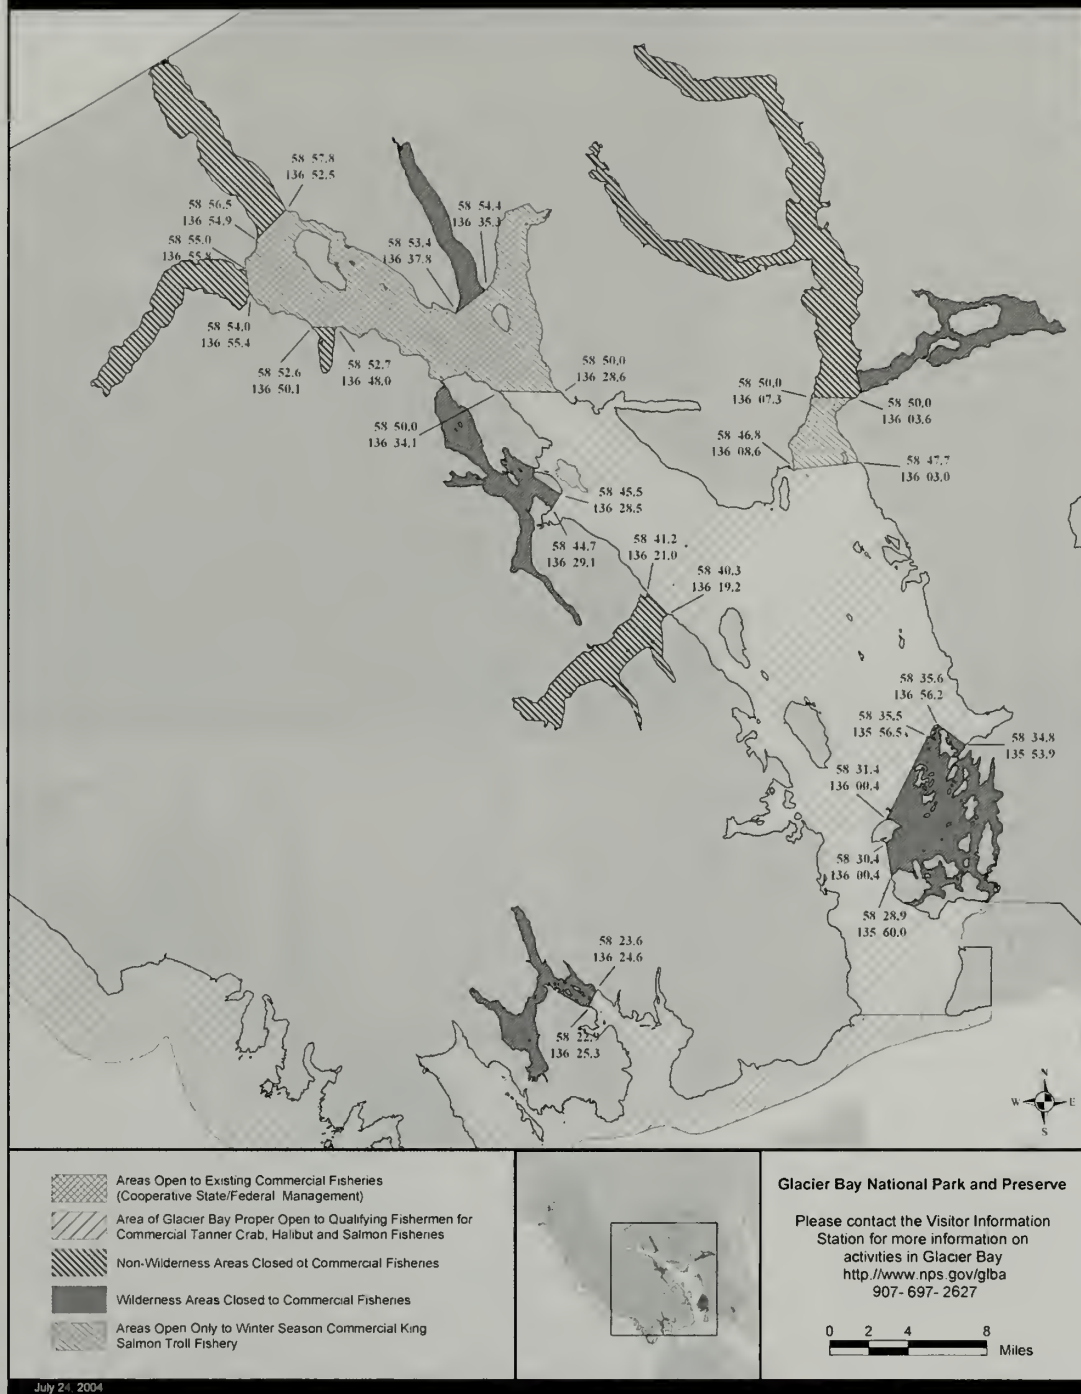 58 57.8
136 52.5
58 56.5
136 54.9
58 55.0
136 55.8
58 54.4
136 35.3
58 53.4
136 37.8
58 54.0
136 55.4
58 52.6
136 50.1
58 52.7
136 48.0
58 50.0
136 28.6
58 50.0
136 34.1
58 50.0
136 07.3
58 50.0
136 03.6
58 46.8
136 08.6
58 47.7
136 03.0
58 45.5
136 28.5
58 44.7
136 29.1
58 41.2
136 21.0
58 40.3
136 19.2
58 35.6
136 56.2
58 35.5
135 56.5
58 34.8
135 53.9
58 31.4
136 00.4
58 30.4
136 00.4
58 28.9
135 60.0
58 23.6
136 24.6
58 22.9
136 25.3
N
W E
S
Areas Open to Existing Commercial Fisheries
(Cooperative State/Federal Management)
Area of Glacier Bay Proper Open to Qualifying Fishermen for
Commercial Tanner Crab, Halibut and Salmon Fisheries
Non-Wilderness Areas Closed ot Commercial Fisheries
Wilderness Areas Closed to Commercial Fisheries
Areas Open Only to Winter Season Commercial King
Salmon Troll Fishery
Glacier Bay National Park and Preserve
Please contact the Visitor Information
Station for more information on
activities in Glacier Bay
http://www.nps.gov/glba
907- 697- 2627
0 2 4 8
Miles
July 24, 2004